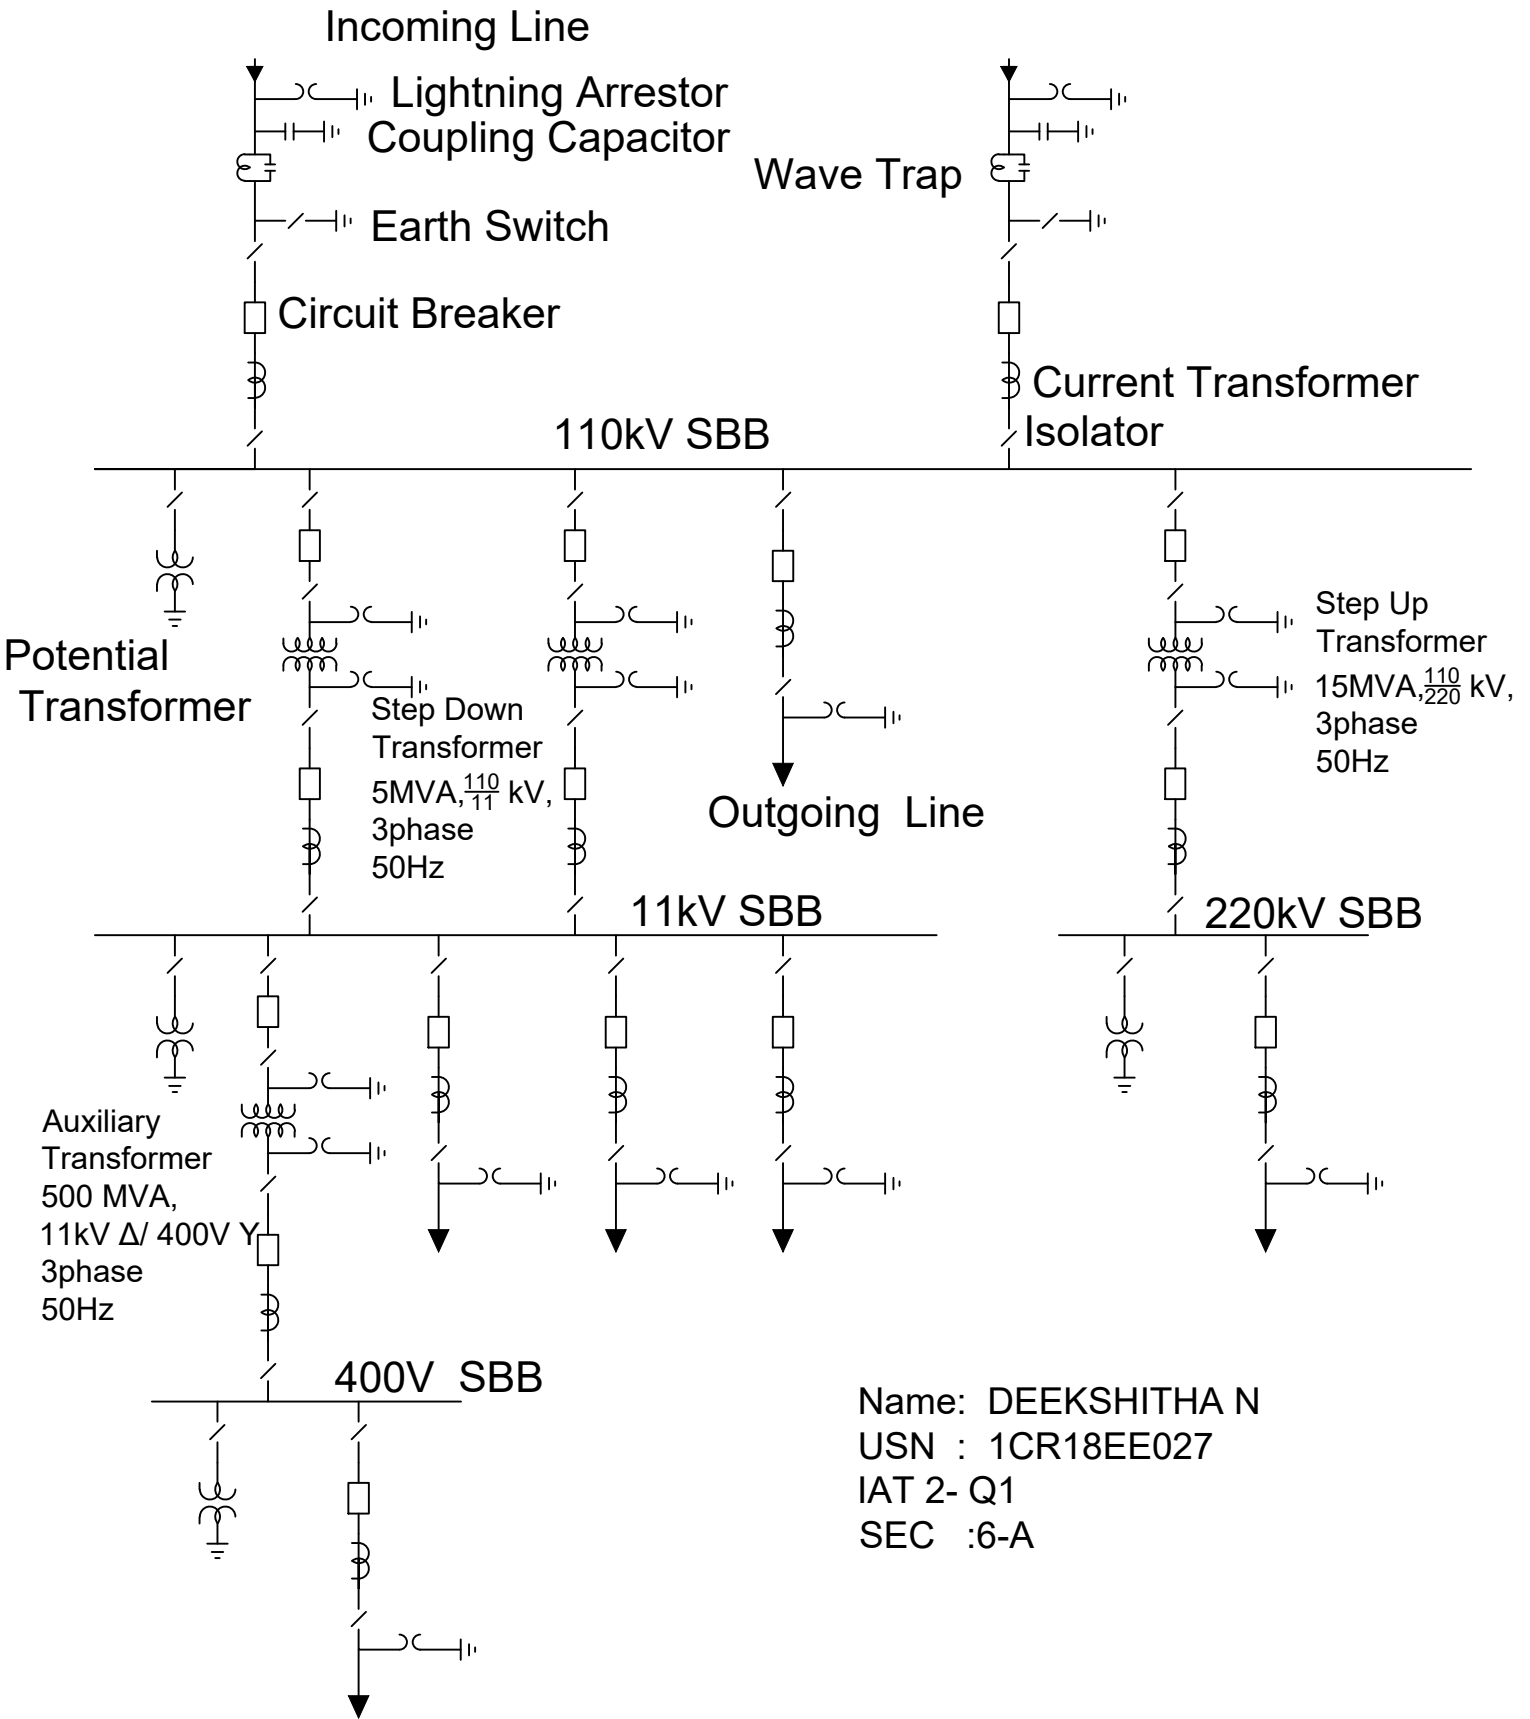 Incoming Line
Lightning Arrestor
Coupling Capacitor
Wave Trap
Earth Switch
Circuit Breaker
Current Transformer
Isolator
110kV SBB
Potential
Transformer
Step Down
Transformer
5MVA, 110/11 kV,
3phase
50Hz
Outgoing Line
Step Up
Transformer
15MVA, 110/220 kV,
3phase
50Hz
11kV SBB
220kV SBB
Auxiliary
Transformer
500 MVA,
11kV Δ/ 400V Y
3phase
50Hz
400V SBB
Name: DEEKSHITHA N
USN : 1CR18EE027
IAT 2- Q1
SEC :6-A